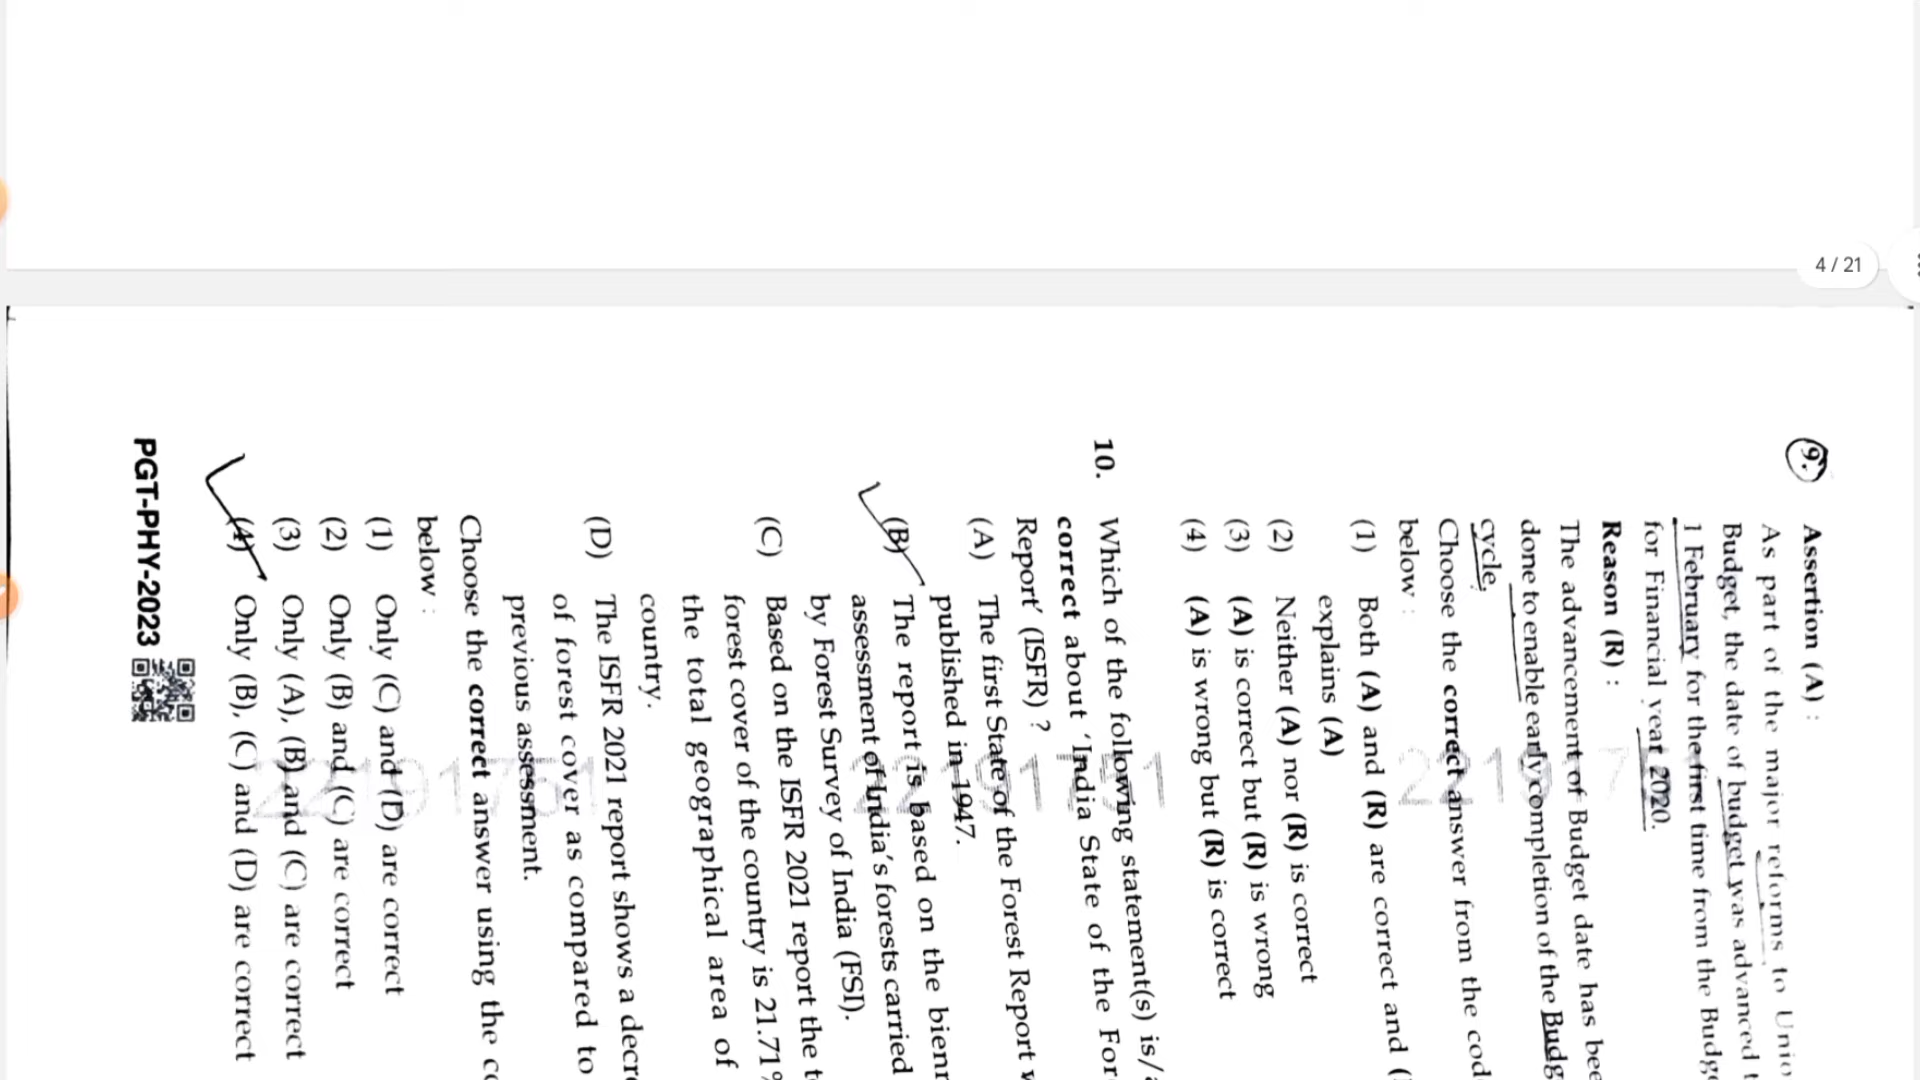 4 / 21
9. Assertion (A) :
As part of the major reforms to
Budget, the date of budget was advanced
1 February for the first time from the
for Financial year 2020.
Reason (R) :
The advancement of Budget date has
done to enable early completion of the
cycle.
Choose the correct answer from the
below :
(1) Both (A) and (R) are correct and
explains (A)
(2) Neither (A) nor (R) is correct
(3) (A) is correct but (R) is wrong
(4) (A) is wrong but (R) is correct
10. Which of the following statement(s) is/
correct about 'India State of the
Report' (ISFR) ?
(A) The first State of the Forest Report
published in 1947.
(B) The report is based on the
assessment of India's forests carried
by Forest Survey of India (FSI).
(C) Based on the ISFR 2021 report the
forest cover of the country is 21.71%
the total geographical area of
country.
(D) The ISFR 2021 report shows a
of forest cover as compared to
previous assessment.
Choose the correct answer using the
below :
(1) Only (C) and (D) are correct
(2) Only (B) and (C) are correct
(3) Only (A), (B) and (C) are correct
(4) Only (B), (C) and (D) are correct
PGT-PHY-2023